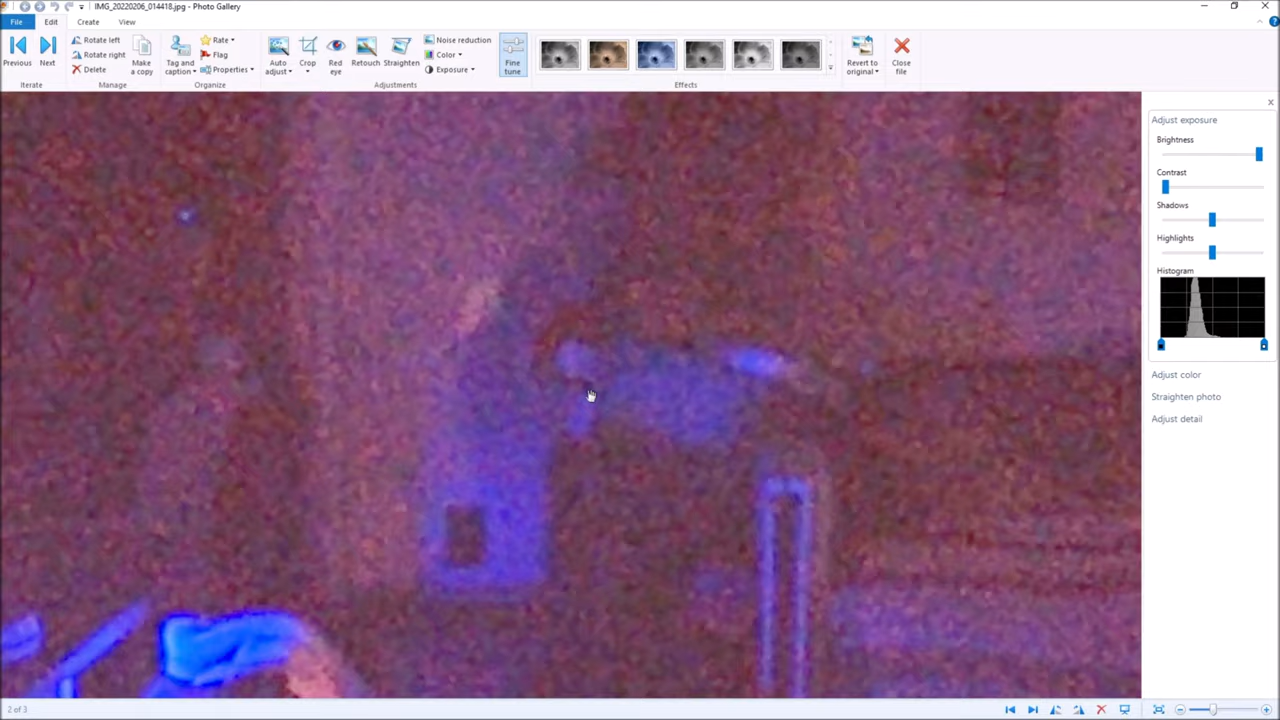 IMG_20220206_014418.jpg - Photo Gallery
File Edit Create View
Previous Next
Rotate left
Rotate right
Delete
Make a copy
Manage
Iterate
Tag and caption
Rate
Flag
Properties
Organize
Auto adjust
Crop
Red eye
Retouch
Straighten
Noise reduction
Color
Exposure
Adjustments
Fine tune
Effects
Revert to original
Close file
Adjust exposure
Brightness
Contrast
Shadows
Highlights
Histogram
Adjust color
Straighten photo
Adjust detail
2 of 3